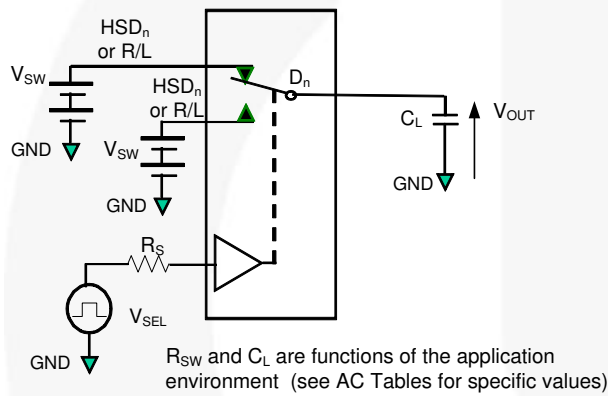 HSDn
or R/L
VSW
HSDn
or R/L
Dn
VSW
GND
GND
CL
VOUT
GND
RS
VSEL
GND
RSW and CL are functions of the application
environment (see AC Tables for specific values)